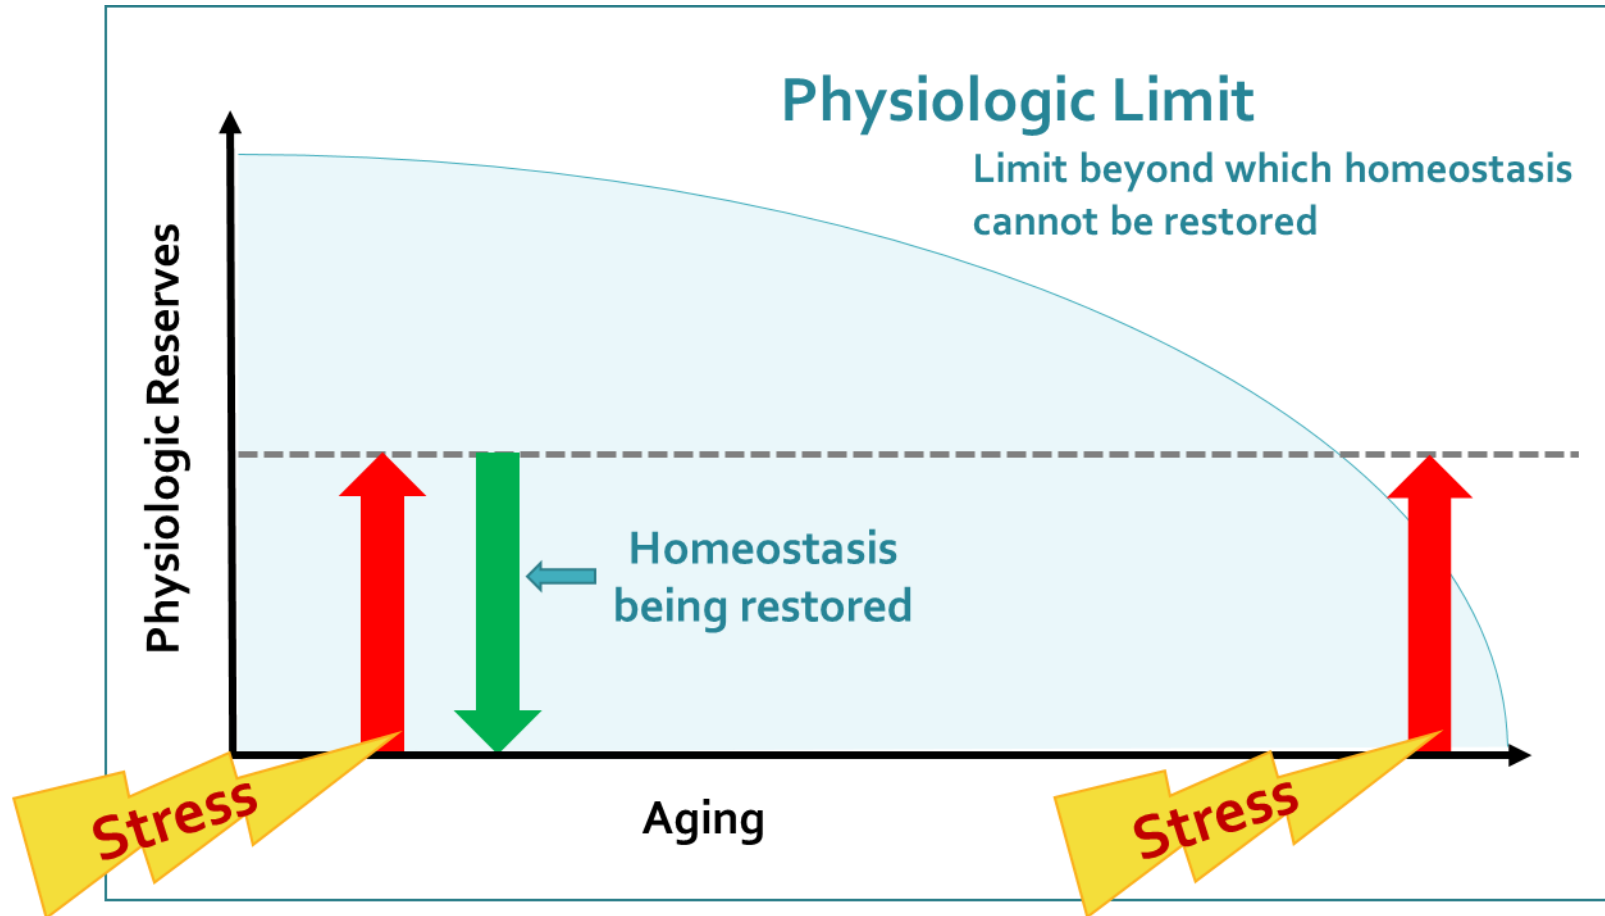 Physiologic Limit
Limit beyond which homeostasis
cannot be restored
Physiologic Reserves
Homeostasis
being restored
Stress
Aging
Stress